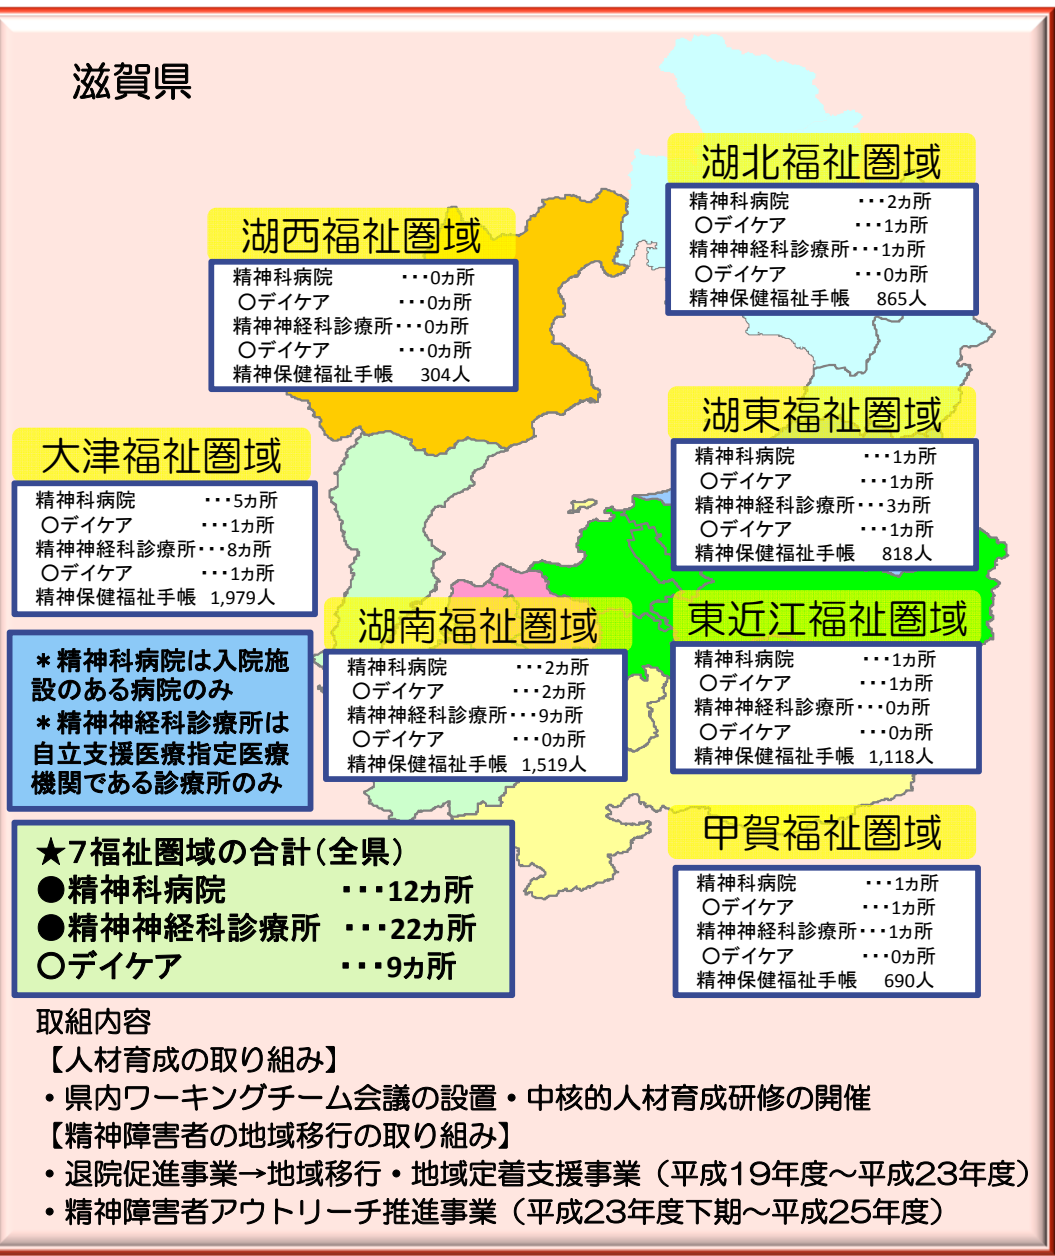 滋賀県
湖北福祉圏域
精神科病院 ･･･2ヵ所
○デイケア ･･･1ヵ所
精神神経科診療所･･･1ヵ所
○デイケア ･･･0ヵ所
精神保健福祉手帳 865人
湖西福祉圏域
精神科病院 ･･･0ヵ所
○デイケア ･･･0ヵ所
精神神経科診療所･･･0ヵ所
○デイケア ･･･0ヵ所
精神保健福祉手帳 304人
湖東福祉圏域
精神科病院 ･･･1ヵ所
○デイケア ･･･1ヵ所
精神神経科診療所･･･3ヵ所
○デイケア ･･･1ヵ所
精神保健福祉手帳 818人
大津福祉圏域
精神科病院 ･･･5ヵ所
○デイケア ･･･1ヵ所
精神神経科診療所･･･8ヵ所
○デイケア ･･･1ヵ所
精神保健福祉手帳 1,979人
湖南福祉圏域
精神科病院 ･･･2ヵ所
○デイケア ･･･2ヵ所
精神神経科診療所･･･9ヵ所
○デイケア ･･･0ヵ所
精神保健福祉手帳 1,519人
東近江福祉圏域
精神科病院 ･･･1ヵ所
○デイケア ･･･1ヵ所
精神神経科診療所･･･0ヵ所
○デイケア ･･･0ヵ所
精神保健福祉手帳 1,118人
＊精神科病院は入院施
設のある病院のみ
＊精神神経科診療所は
自立支援医療指定医療
機関である診療所のみ
甲賀福祉圏域
精神科病院 ･･･1ヵ所
○デイケア ･･･1ヵ所
精神神経科診療所･･･1ヵ所
○デイケア ･･･0ヵ所
精神保健福祉手帳 690人
★7福祉圏域の合計（全県）
●精神科病院 ･･･12ヵ所
●精神神経科診療所 ･･･22ヵ所
○デイケア ･･･9ヵ所
取組内容
【人材育成の取り組み】
・県内ワーキングチーム会議の設置・中核的人材育成研修の開催
【精神障害者の地域移行の取り組み】
・退院促進事業→地域移行・地域定着支援事業（平成19年度～平成23年度）
・精神障害者アウトリーチ推進事業（平成23年度下期～平成25年度）